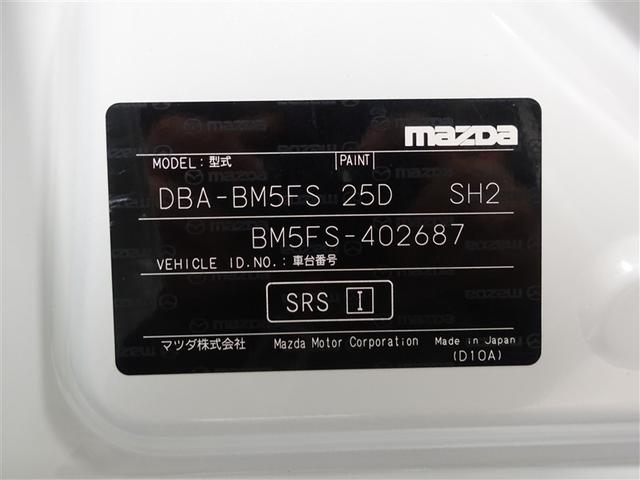 mazda
MODEL: 型式 PAINT
DBA-BM5FS 25D SH2
BM5FS-402687
VEHICLE ID.NO.: 車台番号
SRS I
マツダ株式会社 Mazda Motor Corporation Made in Japan
(D10A)